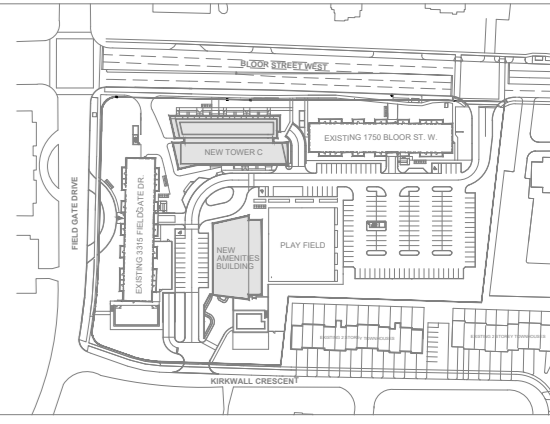 BLOOR STREET WEST
EXISTING 1750 BLOOR ST. W.
NEW TOWER C
FIELD GATE DRIVE
EXISTING 3315 FIELDGATE DR.
NEW
AMENITIES
BUILDING
PLAY FIELD
KIRKWALL CRESCENT